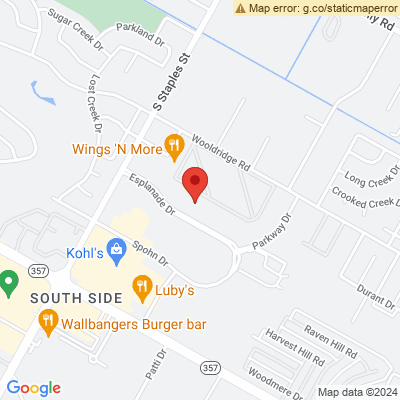 Map error: g.co/staticmaperror
Parkland Dr
Sugar Creek Dr
Lost Creek Dr
S Staples St
Wings 'N More
Wooldridge Rd
Long Creek Dr
Crooked Creek Dr
Esplanade Dr
Parkway Dr
Kohl's
Spohn Dr
357
Luby's
SOUTH SIDE
Durant Dr
Wallbangers Burger bar
Raven Hill Rd
Harvest Hill Rd
357
Patti Dr
Woodmere Dr
Google
Map data ©2024